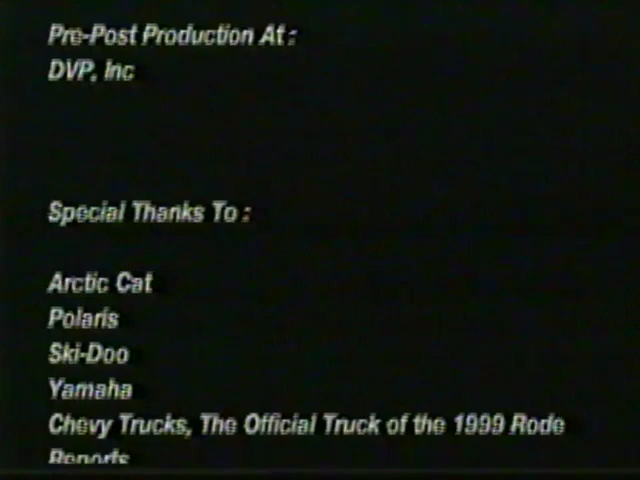 Pre-Post Production At :
DVP, Inc
Special Thanks To :
Arctic Cat
Polaris
Ski-Doo
Yamaha
Chevy Trucks, The Official Truck of the 1999 Rode
Reports